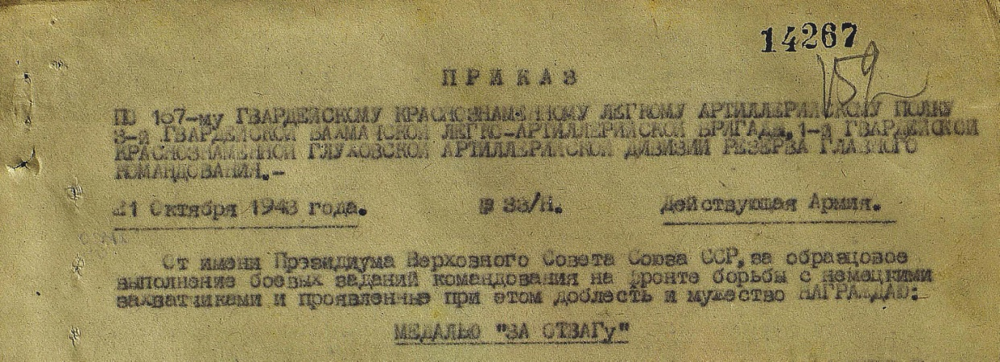 14267
159
ПРИКАЗ
ПО 167-му ГВАРДЕЙСКОМУ КРАСНОЗНАМЕННОМУ ЛЕГКОМУ АРТИЛЛЕРИЙСКОМУ ПОЛКУ
3-й ГВАРДЕЙСКОЙ БАХМАЧСКОЙ ЛЕГКО-АРТИЛЛЕРИЙСКОЙ БРИГАДЫ, 1-й ГВАРДЕЙСКОЙ
КРАСНОЗНАМЕННОЙ ГЛУХОВСКОЙ АРТИЛЛЕРИЙСКОЙ ДИВИЗИИ РЕЗЕРВА ГЛАВНОГО
КОМАНДОВАНИЯ.-
21 Октября 1943 года. № 33/Н. Действующая Армия.
От имени Президиума Верховного Совета Союза ССР, за образцовое
выполнение боевых заданий командования на фронте борьбы с немецкими
захватчиками и проявленные при этом доблесть и мужество НАГРАЖДАЮ:
МЕДАЛЬЮ "ЗА ОТВАГу"